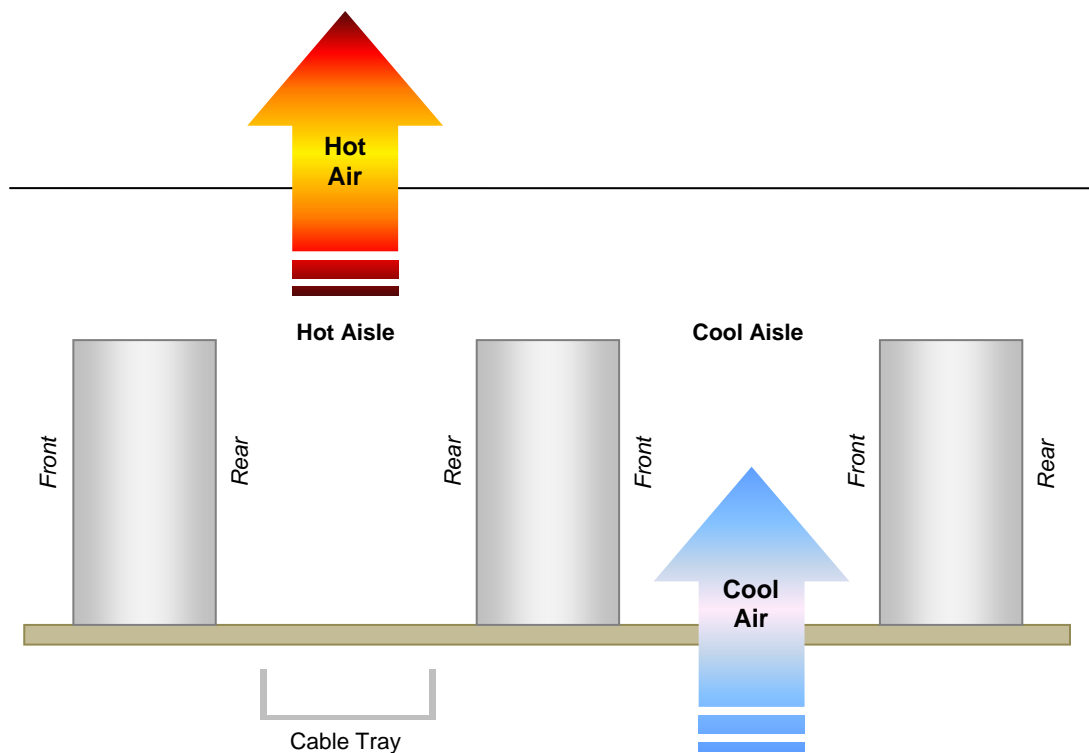 Hot
Air
Hot Aisle
Cool Aisle
Front
Rear
Rear
Front
Front
Rear
Cool
Air
Cable Tray